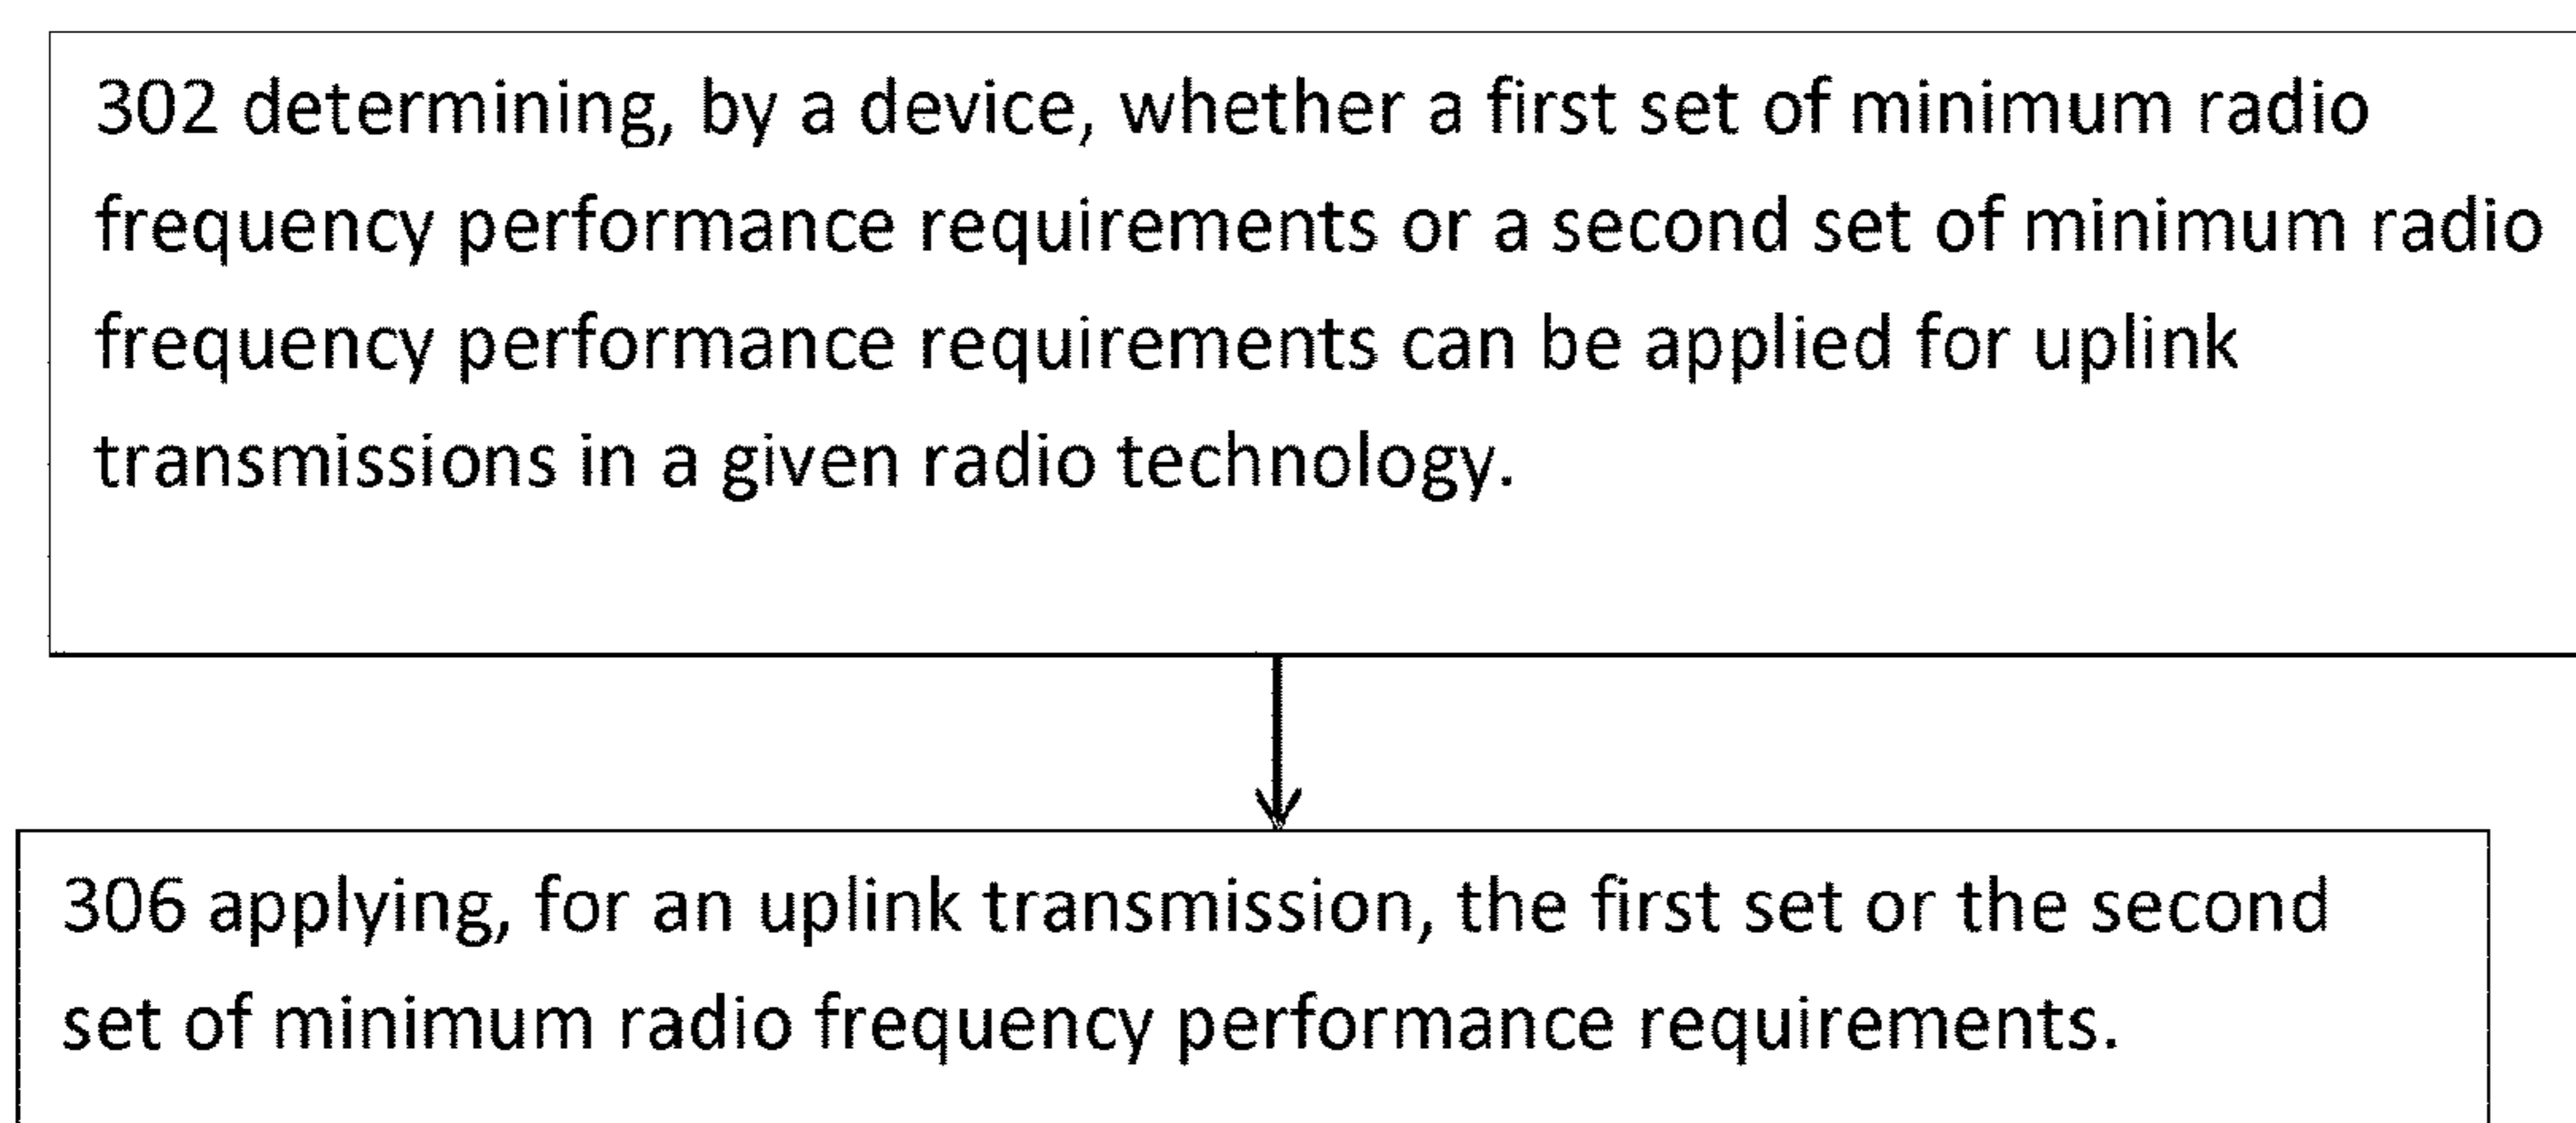 302 determining, by a device, whether a first set of minimum radio
frequency performance requirements or a second set of minimum radio
frequency performance requirements can be applied for uplink
transmissions in a given radio technology.
306 applying, for an uplink transmission, the first set or the second
set of minimum radio frequency performance requirements.